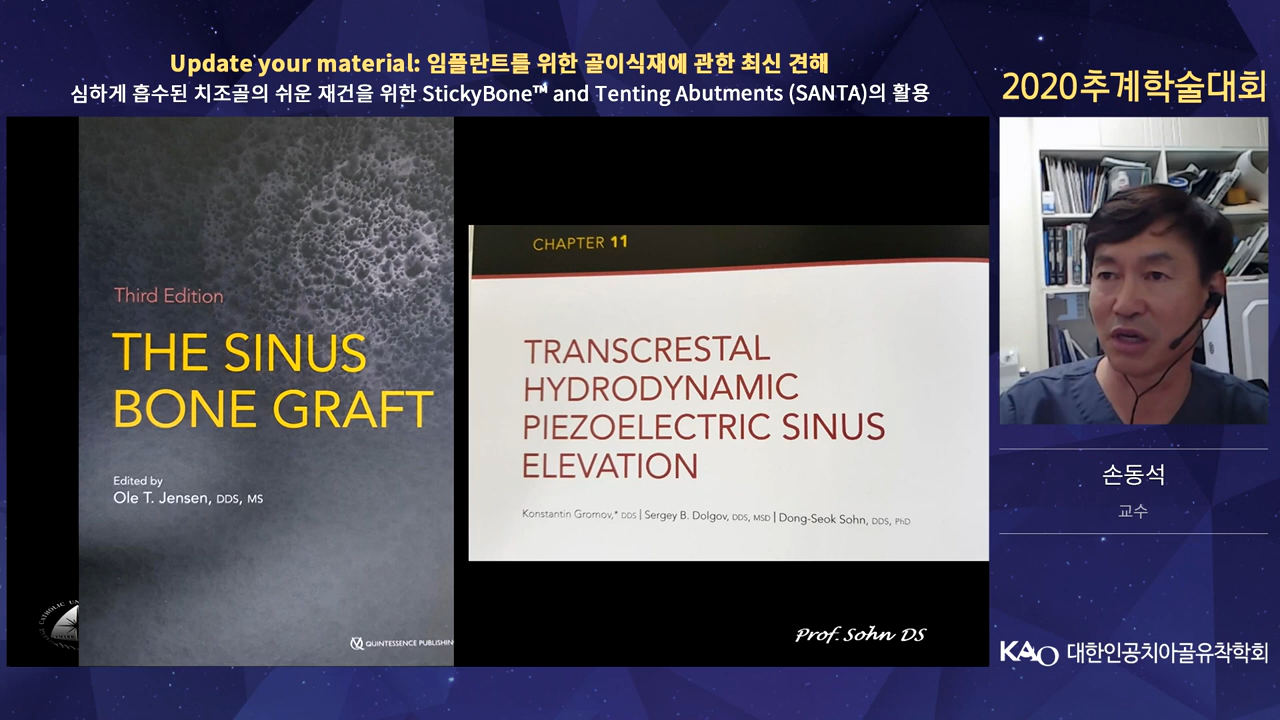 Update your material: 임플란트를 위한 골이식재에 관한 최신 견해
심하게 흡수된 치조골의 쉬운 재건을 위한 StickyBone™ and Tenting Abutments (SANTA)의 활용
2020추계학술대회
Third Edition
THE SINUS
BONE GRAFT
Edited by
Ole T. Jensen, DDS, MS
QUINTESSENCE PUBLISHIN
CHAPTER 11
TRANSCRESTAL
HYDRODYNAMIC
PIEZOELECTRIC SINUS
ELEVATION
Konstantin Gromov,* DDS | Sergey B. Dolgov, DDS, MSD | Dong-Seok Sohn, DDS, PhD
Prof. Sohn DS
손동석
교수
KAO 대한인공치아골유착학회